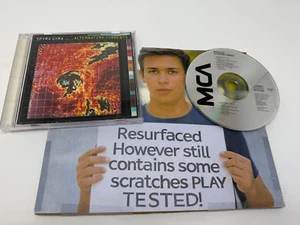 SPYRO GYRA
ALTERNATING CURRENTS
MCA
Resurfaced
However still
contains some
scratches PLAY
TESTED!